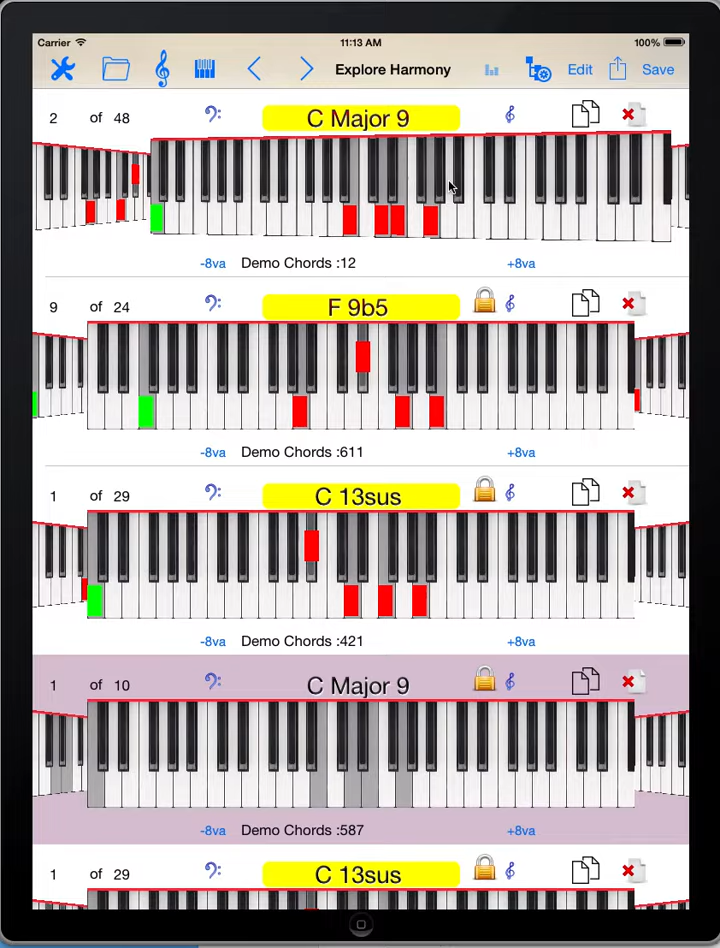 Carrier 11:13 AM 100%
Explore Harmony Edit Save
2 of 48 C Major 9
-8va Demo Chords :12 +8va
9 of 24 F 9b5
-8va Demo Chords :611 +8va
1 of 29 C 13sus
-8va Demo Chords :421 +8va
1 of 10 C Major 9
-8va Demo Chords :587 +8va
1 of 29 C 13sus